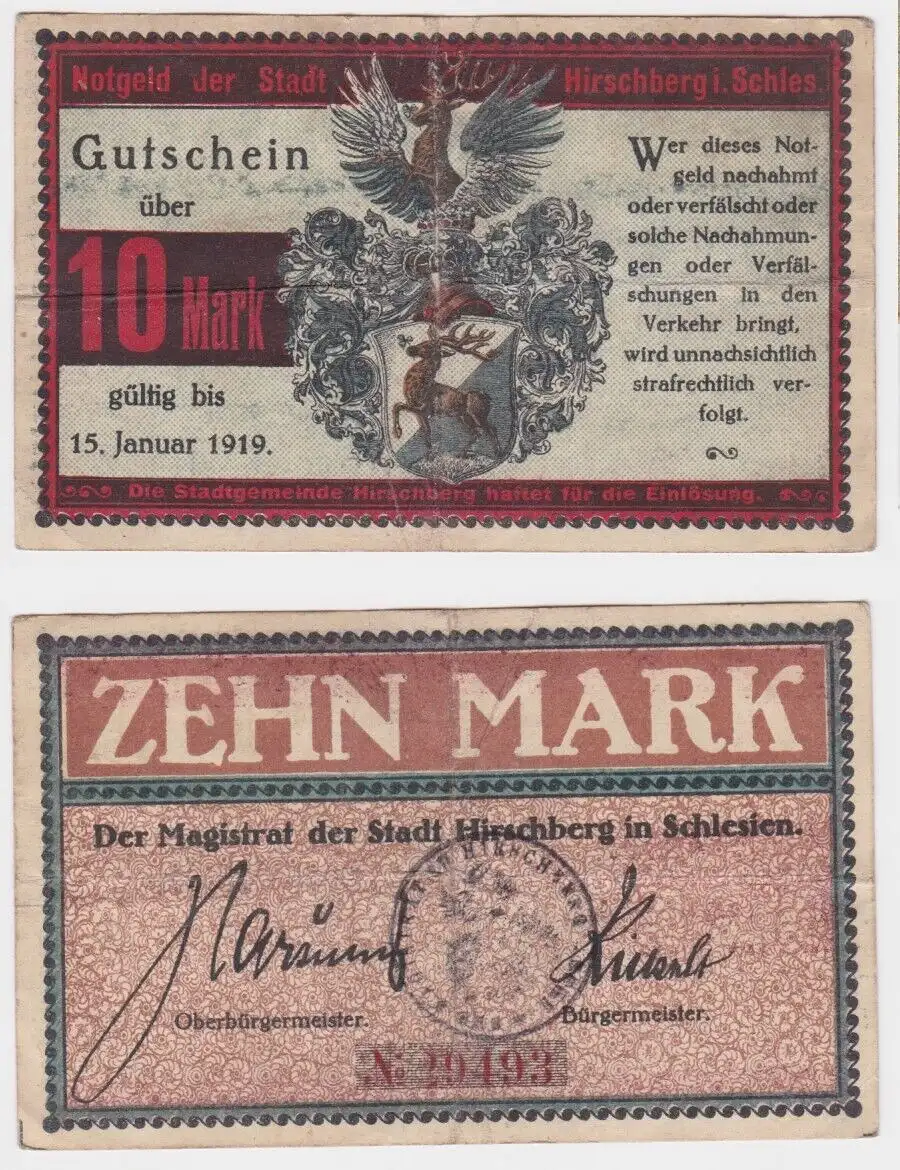 Notgeld der Stadt Hirschberg i. Schles.
Gutschein
über
10 Mark
gültig bis
15. Januar 1919.
Wer dieses Not-
geld nachahmt
oder verfälscht oder
solche Nachahmun-
gen oder Verfäl-
schungen in den
Verkehr bringt,
wird unnachsichtlich
strafrechtlich ver-
folgt.
Die Stadtgemeinde Hirschberg haftet für die Einlösung.
ZEHN MARK
Der Magistrat der Stadt Hirschberg in Schlesien.
HIRSCHBERG
Oberbürgermeister.
Bürgermeister.
No 29493